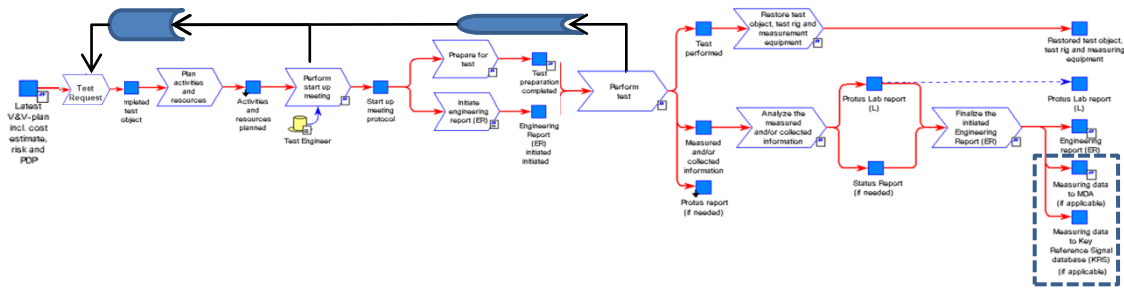 Latest
V&V-plan
incl. cost
estimate,
risk and
PDP
Test
Request
mpleted
test
object
Plan
activities
and
resources
Activities
and
resources
planned
Perform
start up
meeting
Test Engineer
Start up
meeting
protocol
Prepare for
test
Test
preparation
completed
Initiate
engineering
report (ER)
Engineering
Report
(ER)
initiated
initiated
Perform
test
Test
performed
Restore test
object, test rig and
measurement
equipment
Restored test object,
test rig and measuring
equipment
Measured
and/or
collected
information
Protus report
(if needed)
Analyze the
measured
and/or collected
information
Protus Lab report
(L)
Status Report
(if needed)
Finalize the
initiated
Engineering
Report (ER)
Protus Lab report
(L)
Engineering
report (ER)
Measuring data
to MDA
(if applicable)
Measuring data
to Key
Reference Signal
database (KRS)
(if applicable)